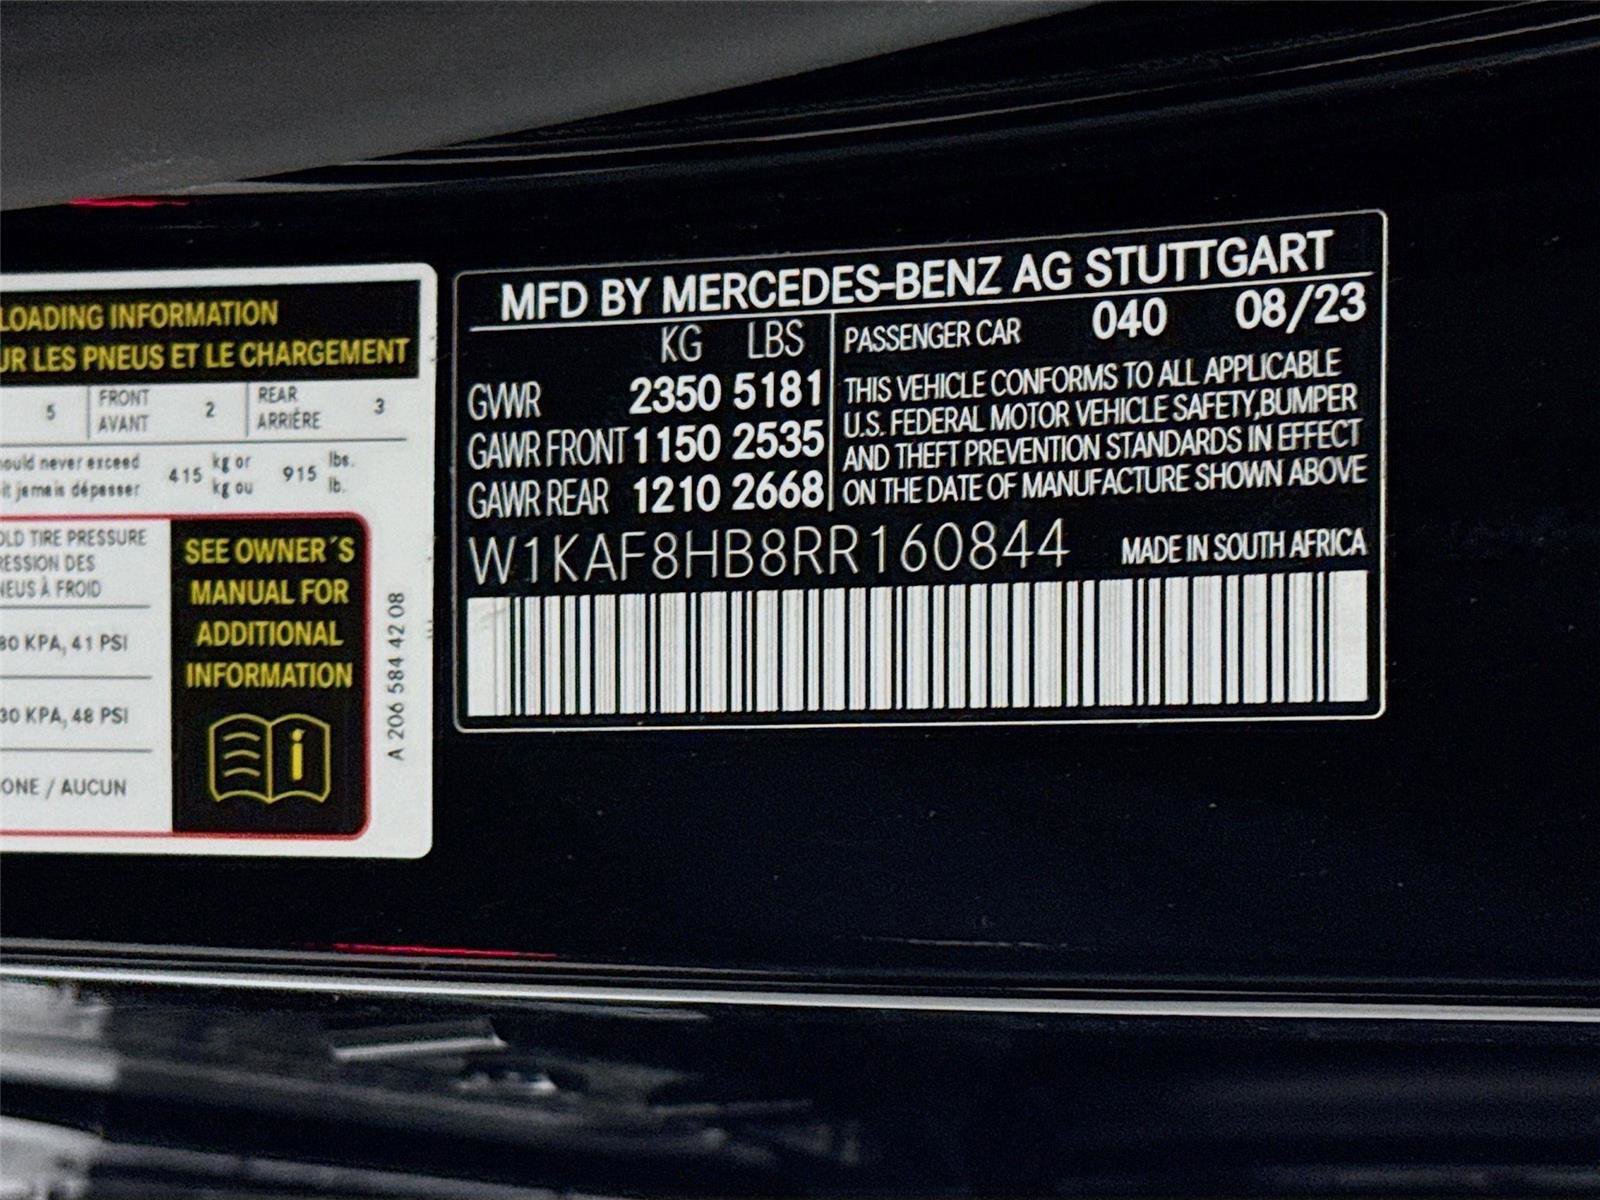 LOADING INFORMATION
UR LES PNEUS ET LE CHARGEMENT
5 FRONT AVANT 2 REAR ARRIÈRE 3
ould never exceed 415 kg or 915 lbs.
it jamais dépasser kg ou lb.
OLD TIRE PRESSURE
RESSION DES
NEUS À FROID
80 KPA, 41 PSI
30 KPA, 48 PSI
ONE / AUCUN
SEE OWNER´S
MANUAL FOR
ADDITIONAL
INFORMATION
i
A 206 584 42 08
MFD BY MERCEDES-BENZ AG STUTTGART
KG LBS
GVWR 2350 5181
GAWR FRONT 1150 2535
GAWR REAR 1210 2668
PASSENGER CAR 040 08/23
THIS VEHICLE CONFORMS TO ALL APPLICABLE
U.S. FEDERAL MOTOR VEHICLE SAFETY,BUMPER
AND THEFT PREVENTION STANDARDS IN EFFECT
ON THE DATE OF MANUFACTURE SHOWN ABOVE
W1KAF8HB8RR160844 MADE IN SOUTH AFRICA